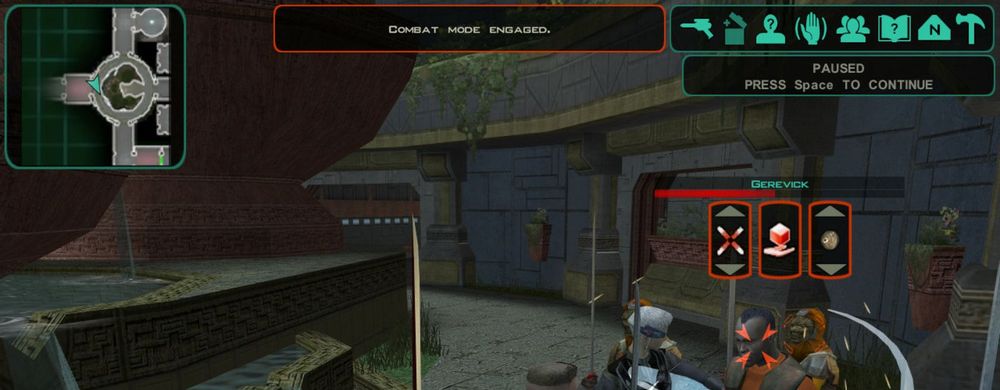 COMBAT MODE ENGAGED.
?
?
N
PAUSED
PRESS Space TO CONTINUE
GEREVICK